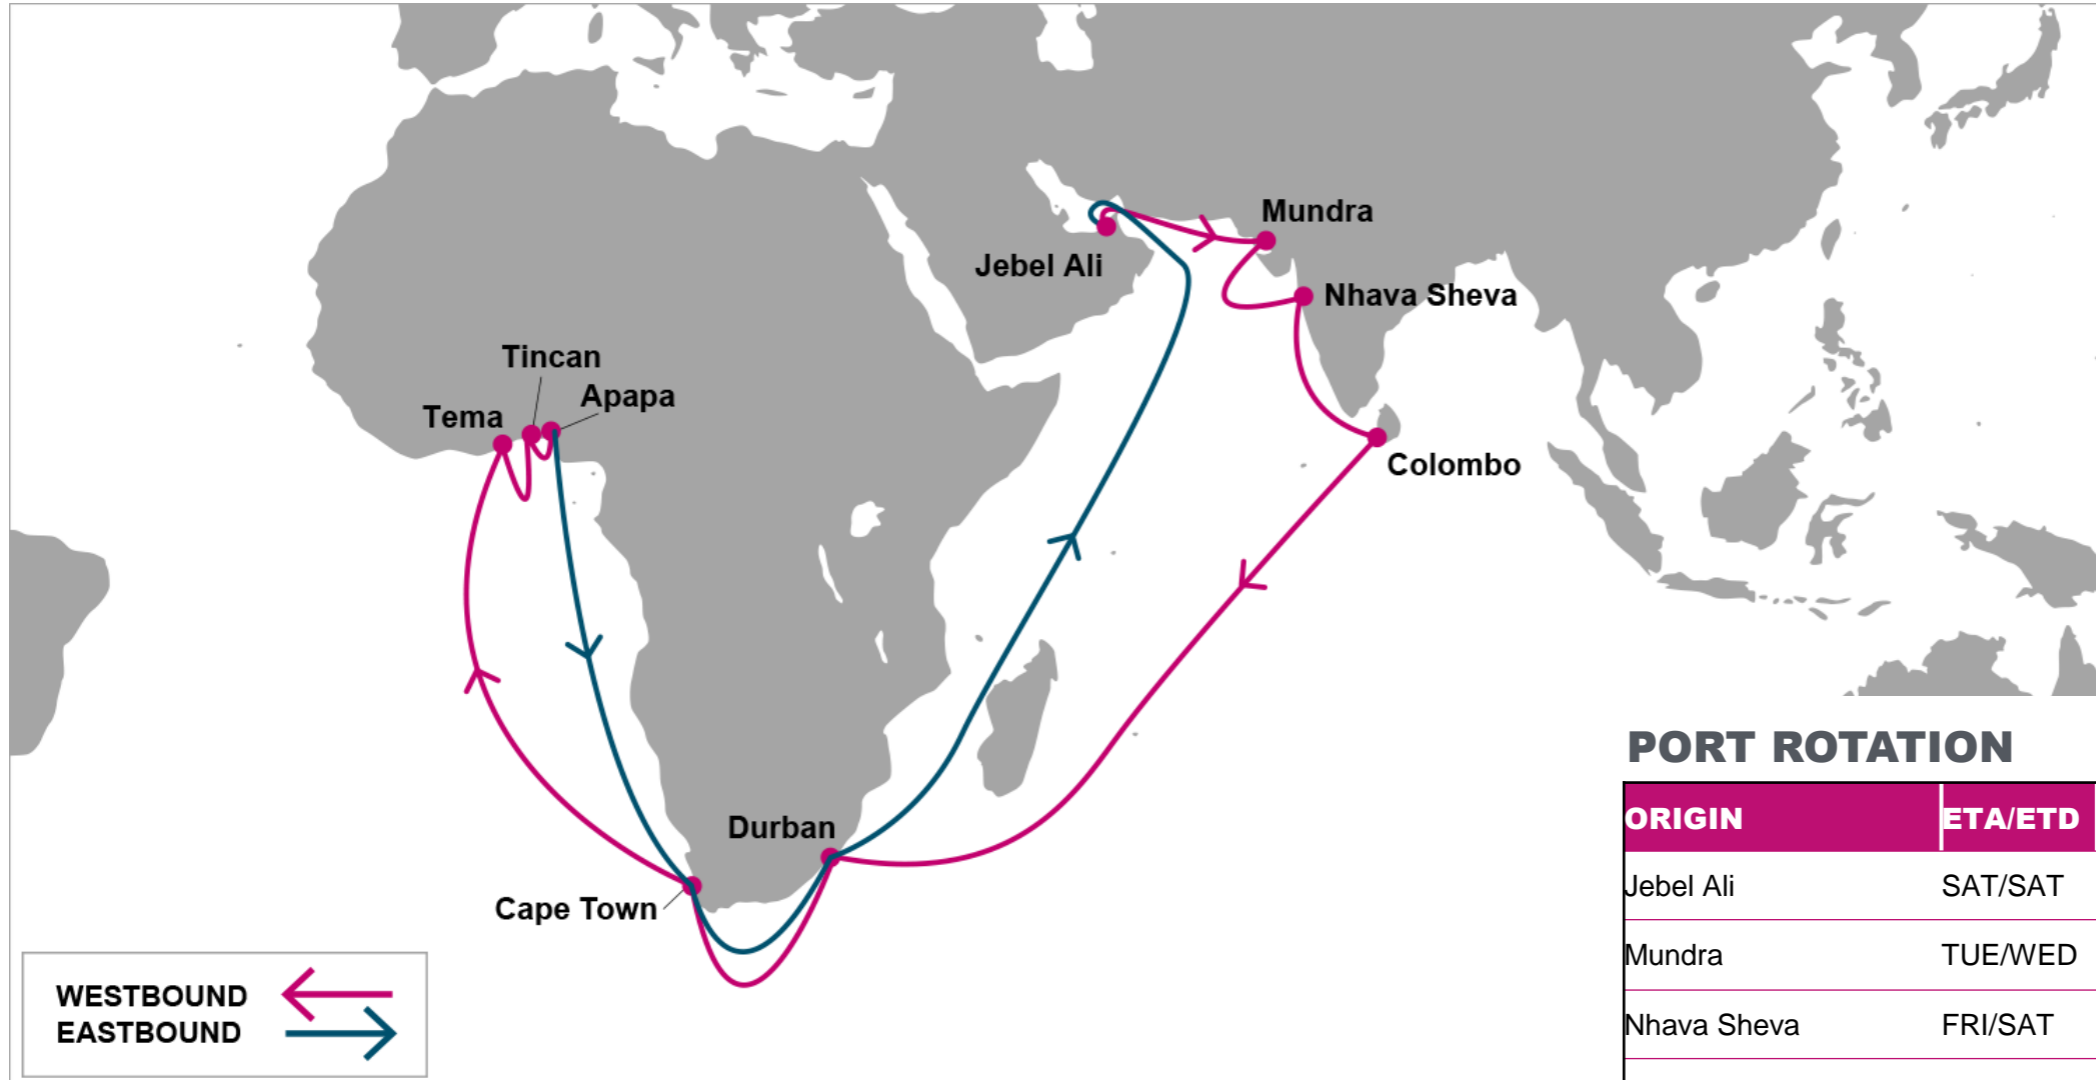 Mundra
Jebel Ali
Nhava Sheva
Tincan
Apapa
Tema
Colombo
Durban
Cape Town
WESTBOUND
EASTBOUND
PORT ROTATION
ORIGIN ETA/ETD
Jebel Ali SAT/SAT
Mundra TUE/WED
Nhava Sheva FRI/SAT